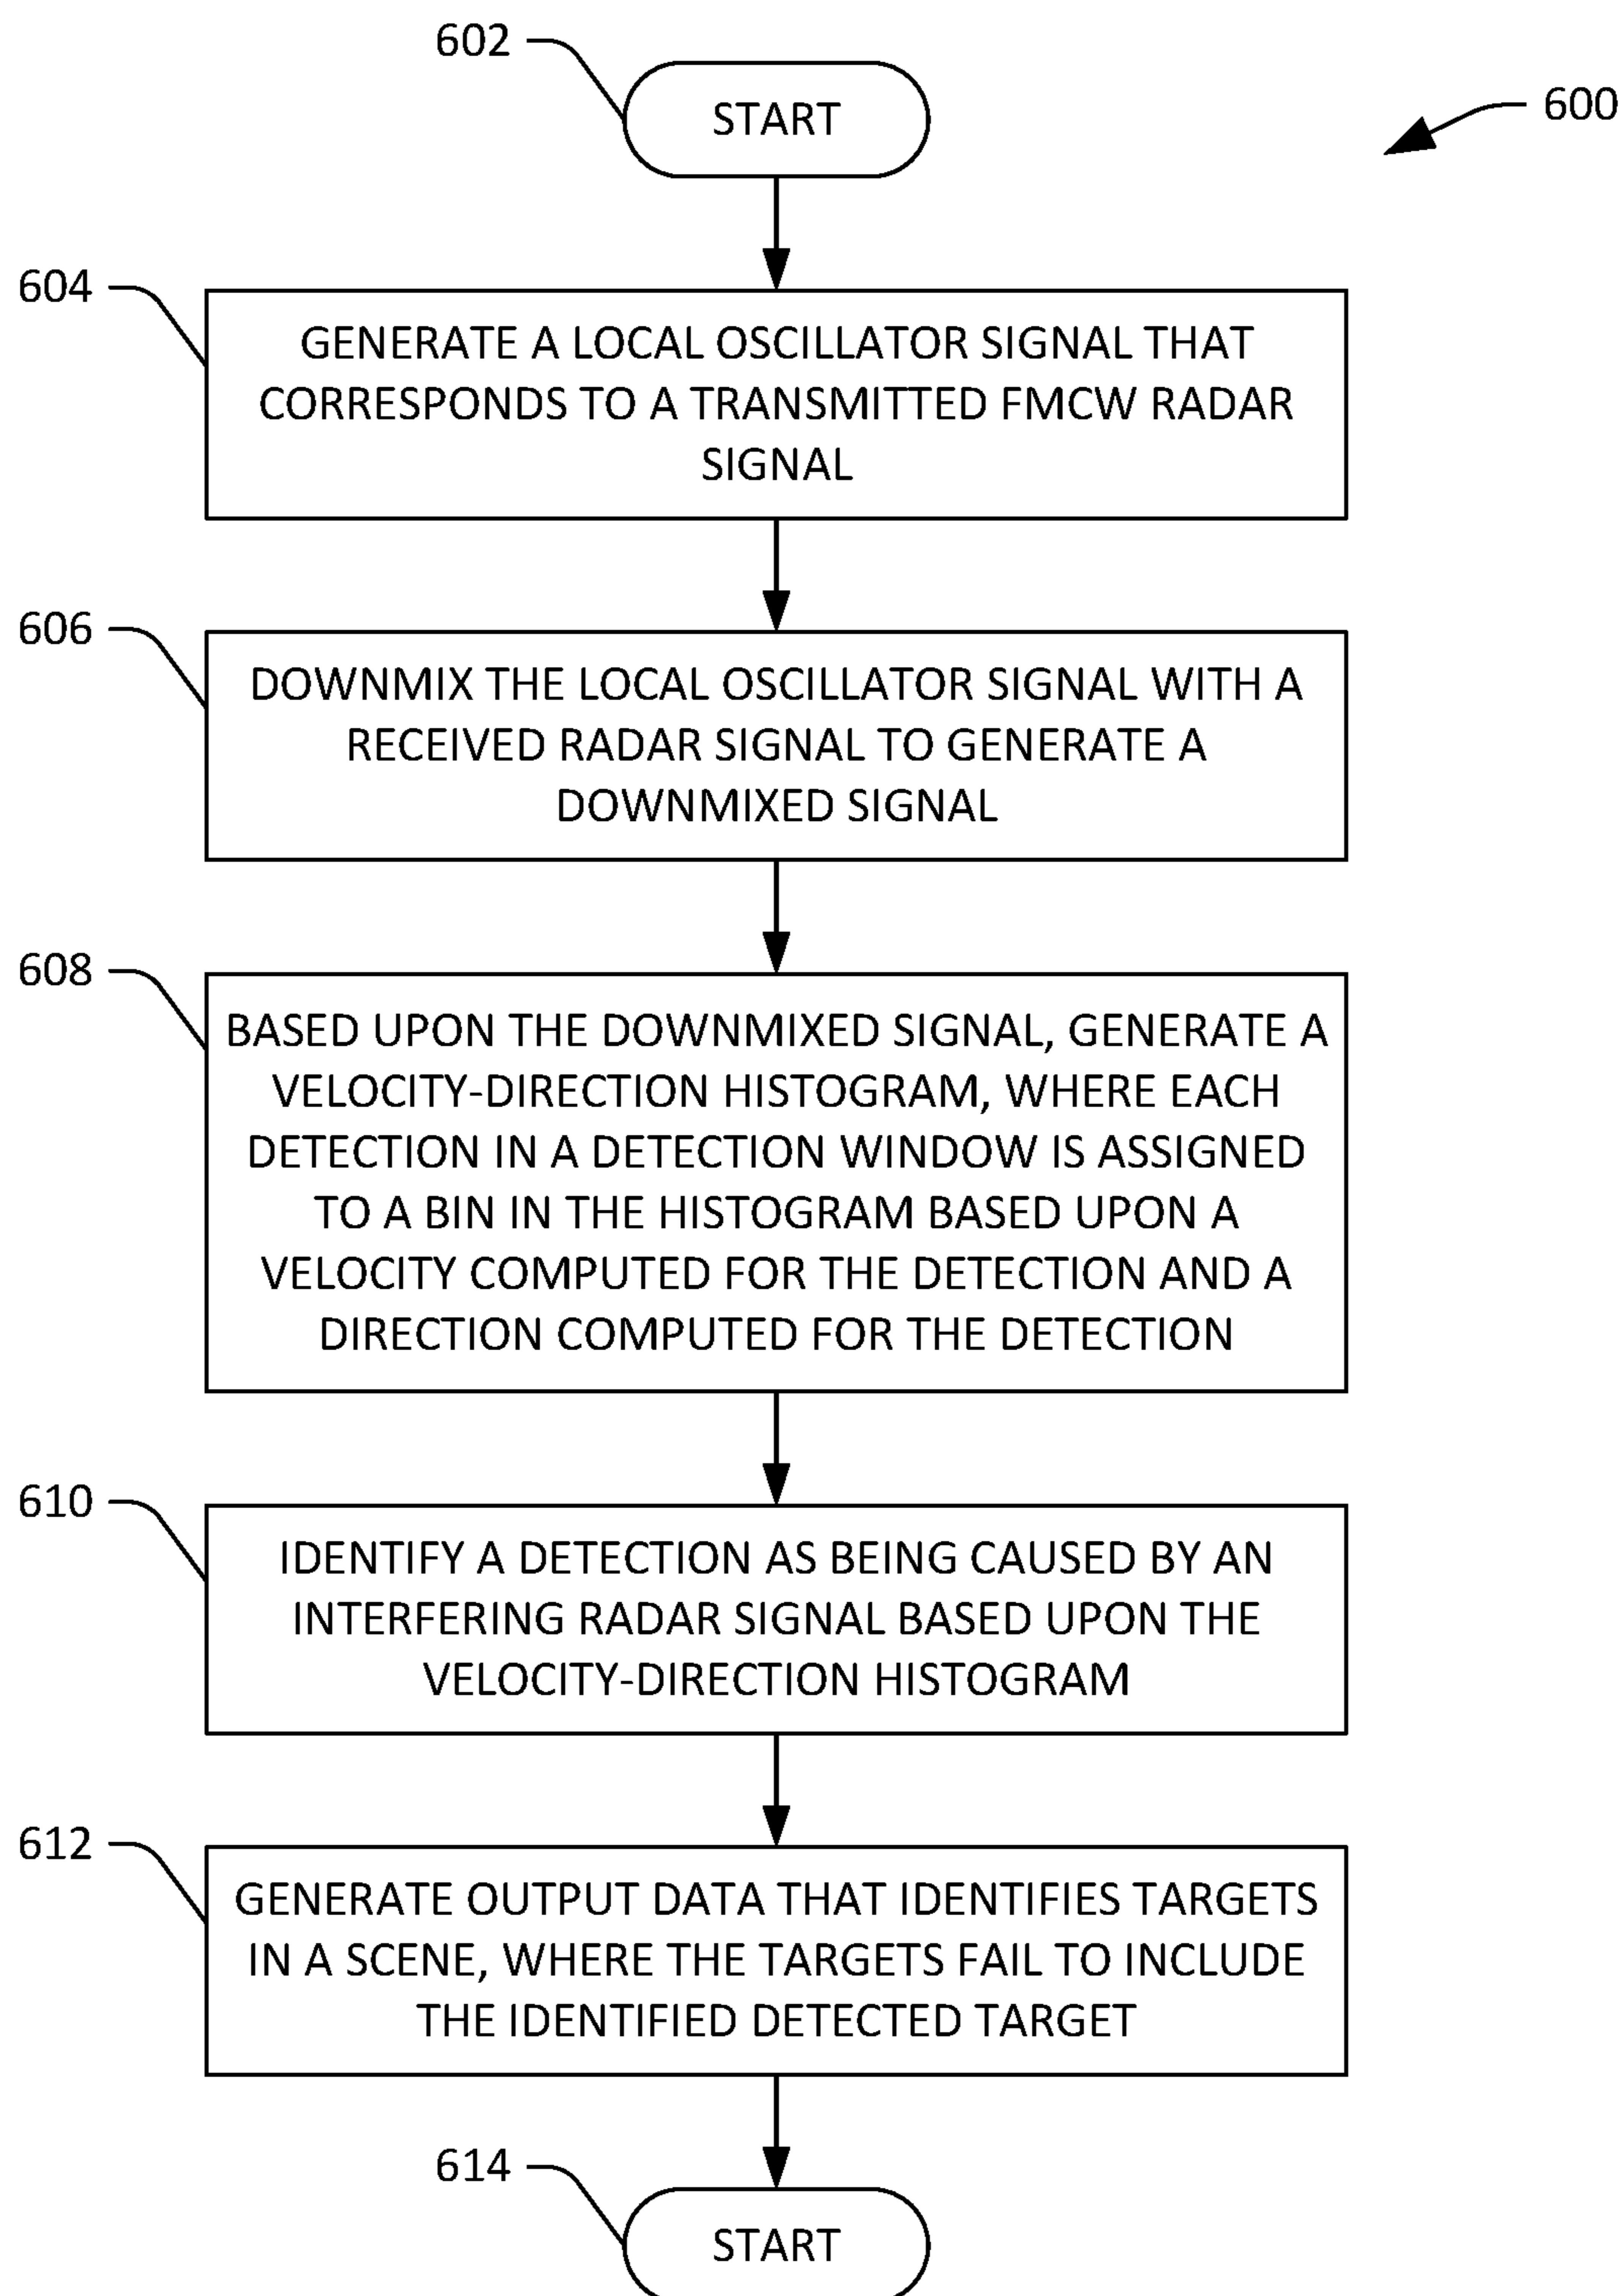 602
START
600
604
GENERATE A LOCAL OSCILLATOR SIGNAL THAT
CORRESPONDS TO A TRANSMITTED FMCW RADAR
SIGNAL
606
DOWNMIX THE LOCAL OSCILLATOR SIGNAL WITH A
RECEIVED RADAR SIGNAL TO GENERATE A
DOWNMIXED SIGNAL
608
BASED UPON THE DOWNMIXED SIGNAL, GENERATE A
VELOCITY-DIRECTION HISTOGRAM, WHERE EACH
DETECTION IN A DETECTION WINDOW IS ASSIGNED
TO A BIN IN THE HISTOGRAM BASED UPON A
VELOCITY COMPUTED FOR THE DETECTION AND A
DIRECTION COMPUTED FOR THE DETECTION
610
IDENTIFY A DETECTION AS BEING CAUSED BY AN
INTERFERING RADAR SIGNAL BASED UPON THE
VELOCITY-DIRECTION HISTOGRAM
612
GENERATE OUTPUT DATA THAT IDENTIFIES TARGETS
IN A SCENE, WHERE THE TARGETS FAIL TO INCLUDE
THE IDENTIFIED DETECTED TARGET
614
START